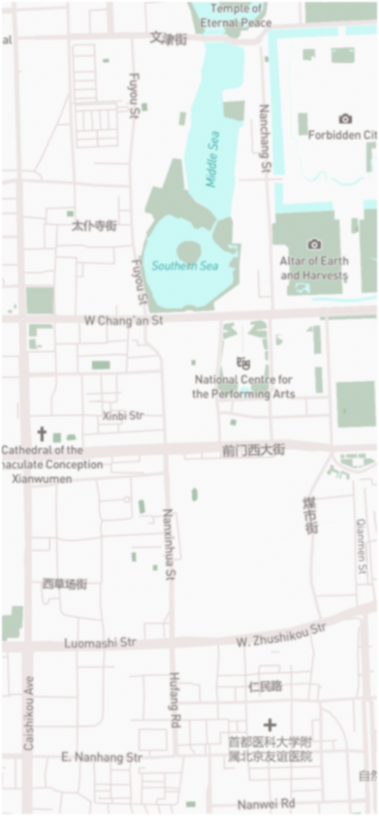 Temple of
Eternal Peace
文津街
al
Fuyou St
Nanchang St
Forbidden Cit
Middle Sea
太仆寺街
Altar of Earth
and Harvests
Southern Sea
Fuyou St
W Chang'an St
National Centre for
the Performing Arts
Xinbi Str
Cathedral of the
maculate Conception
Xianwumen
前门西大街
煤市街
Nanxinhua St
Qianmen St
西草场街
Luomashi Str
W. Zhushikou Str
Caishikou Ave
Hufang Rd
仁民路
首都医科大学附
属北京友谊医院
E. Nanhang Str
自然
Nanwei Rd